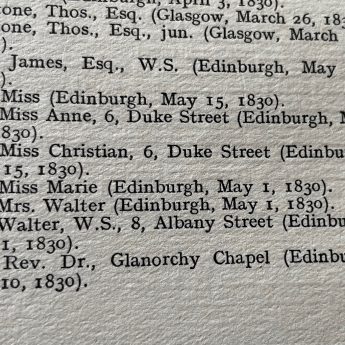 one, Thos., Esq. (Glasgow, March 26, 18
one, Thos., Esq., jun. (Glasgow, March
).
James, Esq., W.S. (Edinburgh, May
).
Miss (Edinburgh, May 15, 1830).
Miss Anne, 6, Duke Street (Edinburgh, M
830).
Miss Christian, 6, Duke Street (Edinbu
15, 1830).
Miss Marie (Edinburgh, May 1, 1830).
Mrs. Walter (Edinburgh, May 1, 1830).
Walter, W.S., 8, Albany Street (Edinbu
1, 1830).
Rev. Dr., Glanorchy Chapel (Edinbu
10, 1830).